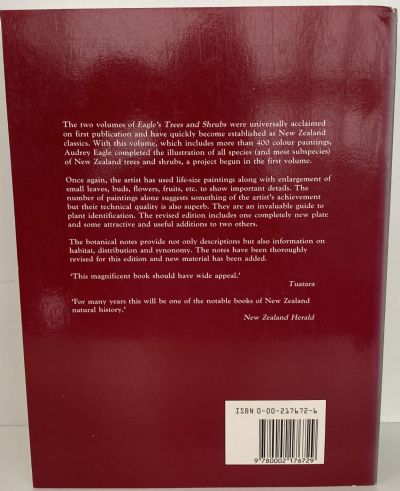 The two volumes of Eagle's Trees and Shrubs were universally acclaimed
on first publication and have quickly become established as New Zealand
classics. With this volume, which includes more than 400 colour paintings,
Audrey Eagle completed the illustration of all species (and most subspecies)
of New Zealand trees and shrubs, a project begun in the first volume.
Once again, the artist has used life-size paintings along with enlargement of
small leaves, buds, flowers, fruits, etc. to show important details. The
number of paintings alone suggests something of the artist's achievement
but their technical quality is also superb. They are an invaluable guide to
plant identification. The revised edition includes one completely new plate
and some attractive and useful additions to two others.
The botanical notes provide not only descriptions but also information on
habitat, distribution and synonomy. The notes have been thoroughly
revised for this edition and new material has been added.
'This magnificent book should have wide appeal.'
Tuatara
'For many years this will be one of the notable books of New Zealand
natural history.'
New Zealand Herald
ISBN 0-00-217672-6
9 780002 176729